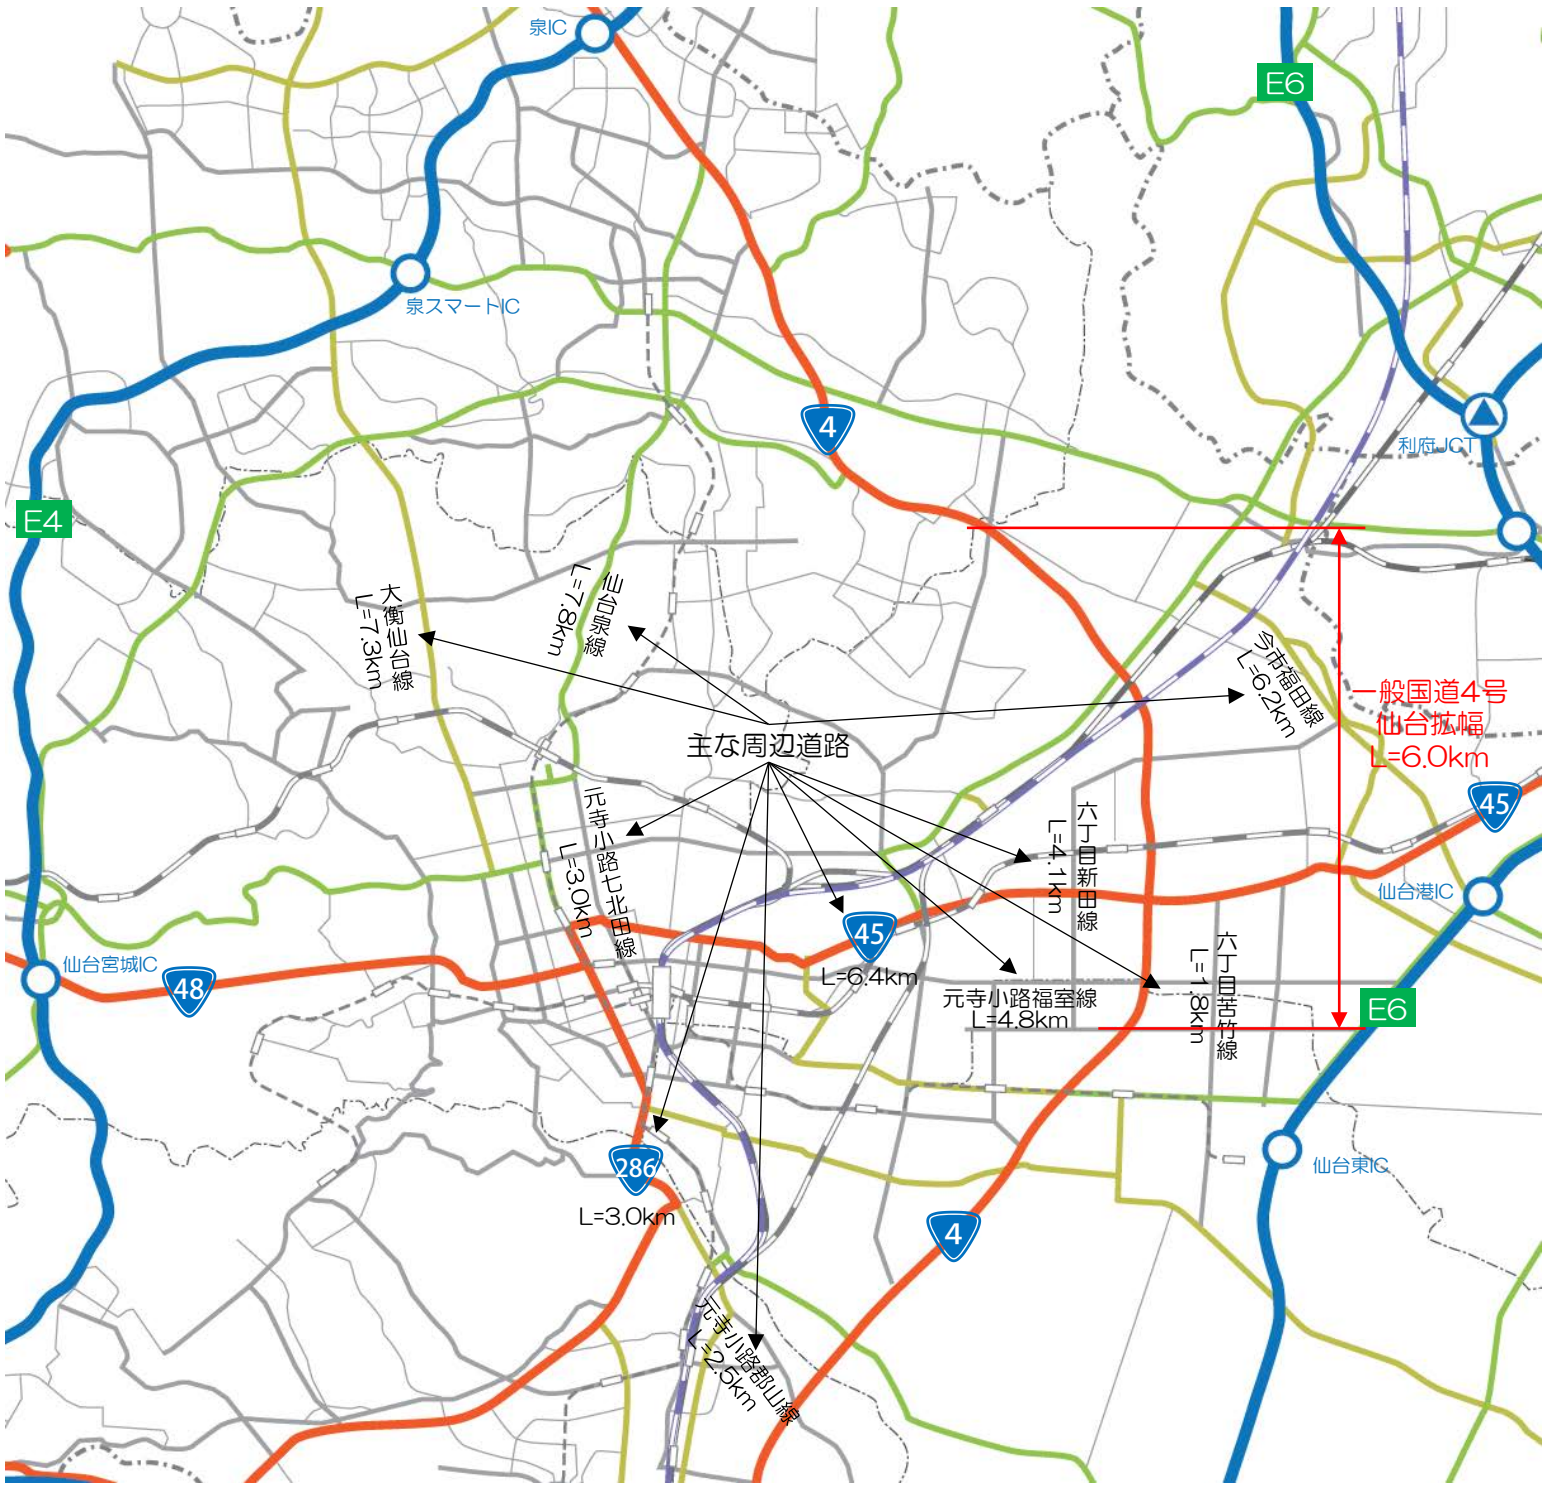 泉IC
E6
泉スマートIC
4
利府JCT
E4
大衡仙台線
L=7.3km
仙台泉線
L=7.8km
今市福田線
L=6.2km
一般国道4号
仙台拡幅
L=6.0km
主な周辺道路
45
元寺小路七北田線
L=3.0km
六丁目新田線
L=4.1km
仙台港IC
45
L=6.4km
仙台宮城IC
48
元寺小路福室線
L=4.8km
六丁目苦竹線
L=1.8km
E6
仙台東IC
286
L=3.0km
4
元寺小路郡山線
L=2.5km